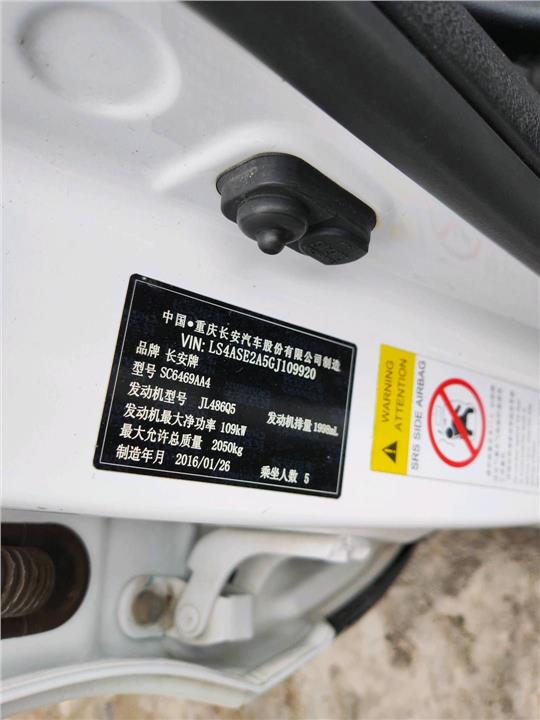 中国●重庆长安汽车股份有限公司制造
VIN: LS4ASE2A5GJ109920
品牌 长安牌
型号 SC6469AA4
发动机型号 JL486Q5 发动机排量 1998mL
发动机最大净功率 109kW
最大允许总质量 2050kg
制造年月 2016/01/26 乘坐人数 5
WARNING
ATTENTION
SRS SIDE AIRBAG